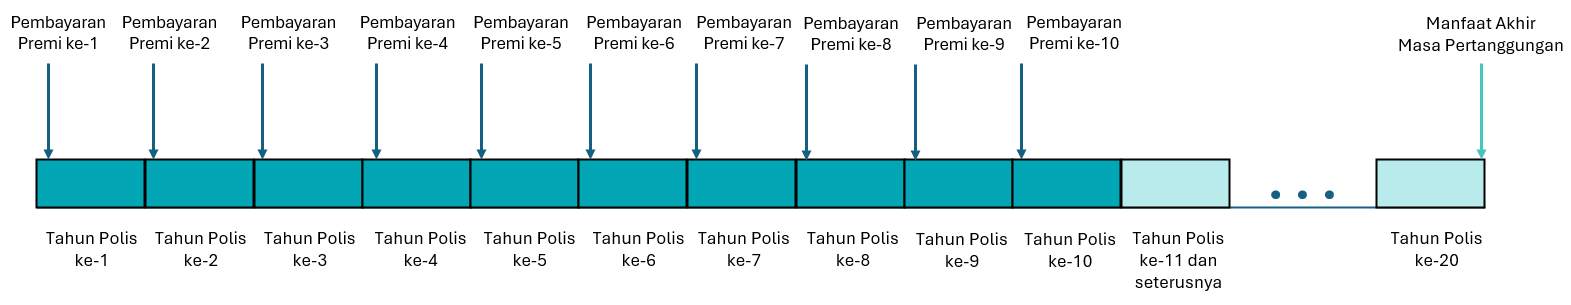 Pembayaran
Premi ke-1
Pembayaran
Premi ke-2
Pembayaran
Premi ke-3
Pembayaran
Premi ke-4
Pembayaran
Premi ke-5
Pembayaran
Premi ke-6
Pembayaran
Premi ke-7
Pembayaran
Premi ke-8
Pembayaran
Premi ke-9
Pembayaran
Premi ke-10
Manfaat Akhir
Masa Pertanggungan
Tahun Polis
ke-1
Tahun Polis
ke-2
Tahun Polis
ke-3
Tahun Polis
ke-4
Tahun Polis
ke-5
Tahun Polis
ke-6
Tahun Polis
ke-7
Tahun Polis
ke-8
Tahun Polis
ke-9
Tahun Polis
ke-10
Tahun Polis
ke-11 dan
seterusnya
Tahun Polis
ke-20